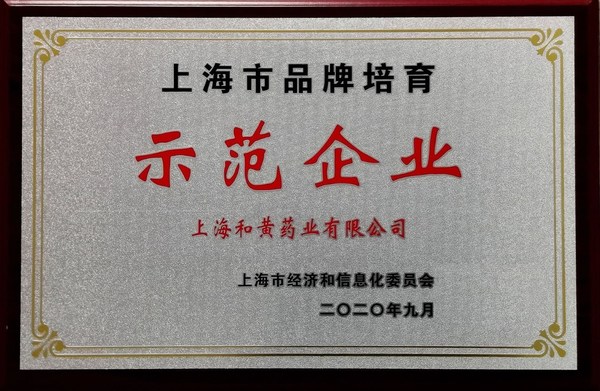 上海市品牌培育
示范企业
上海和黄药业有限公司
上海市经济和信息化委员会
二〇二〇年九月